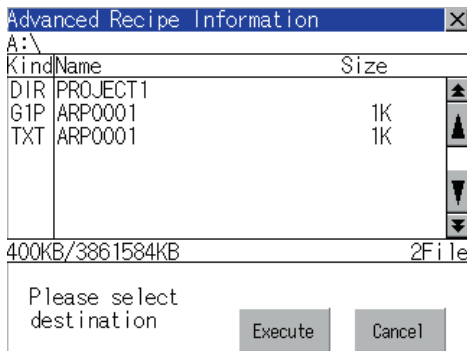 Advanced Recipe Information
A:\
Kind Name Size
DIR PROJECT1
G1P ARP0001 1K
TXT ARP0001 1K
400KB/3861584KB 2File
Please select
destination
Execute Cancel